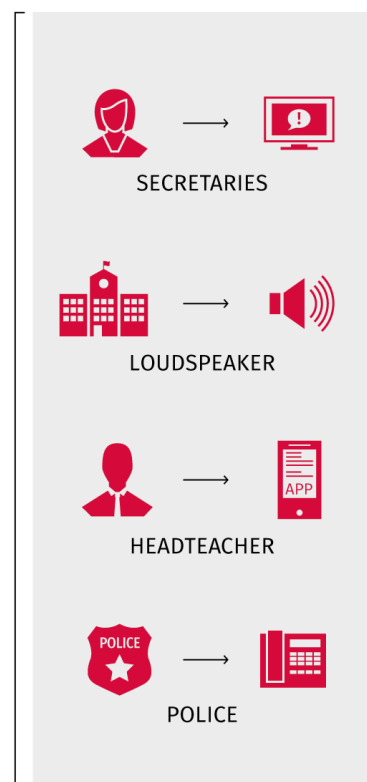 !
SECRETARIES
LOUDSPEAKER
APP
HEADTEACHER
POLICE
POLICE